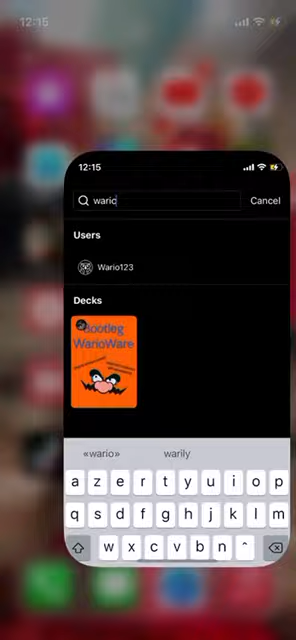 12:15
12:15
wario
Cancel
Users
Wario123
Decks
Bootleg
WarioWare
«wario»
warily
a z e r t y u i o p
q s d f g h j k l m
w x c v b n ^